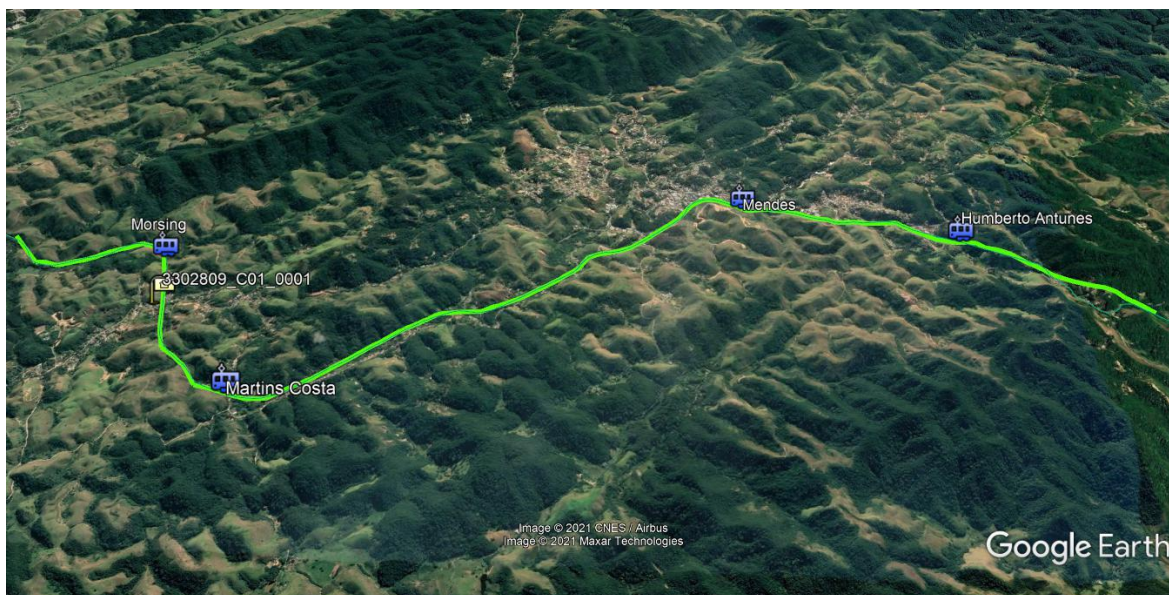 Morsing
3302809_C01_0001
Martins Costa
Mendes
Humberto Antunes
Image © 2021 CNES / Airbus
Image © 2021 Maxar Technologies
Google Earth